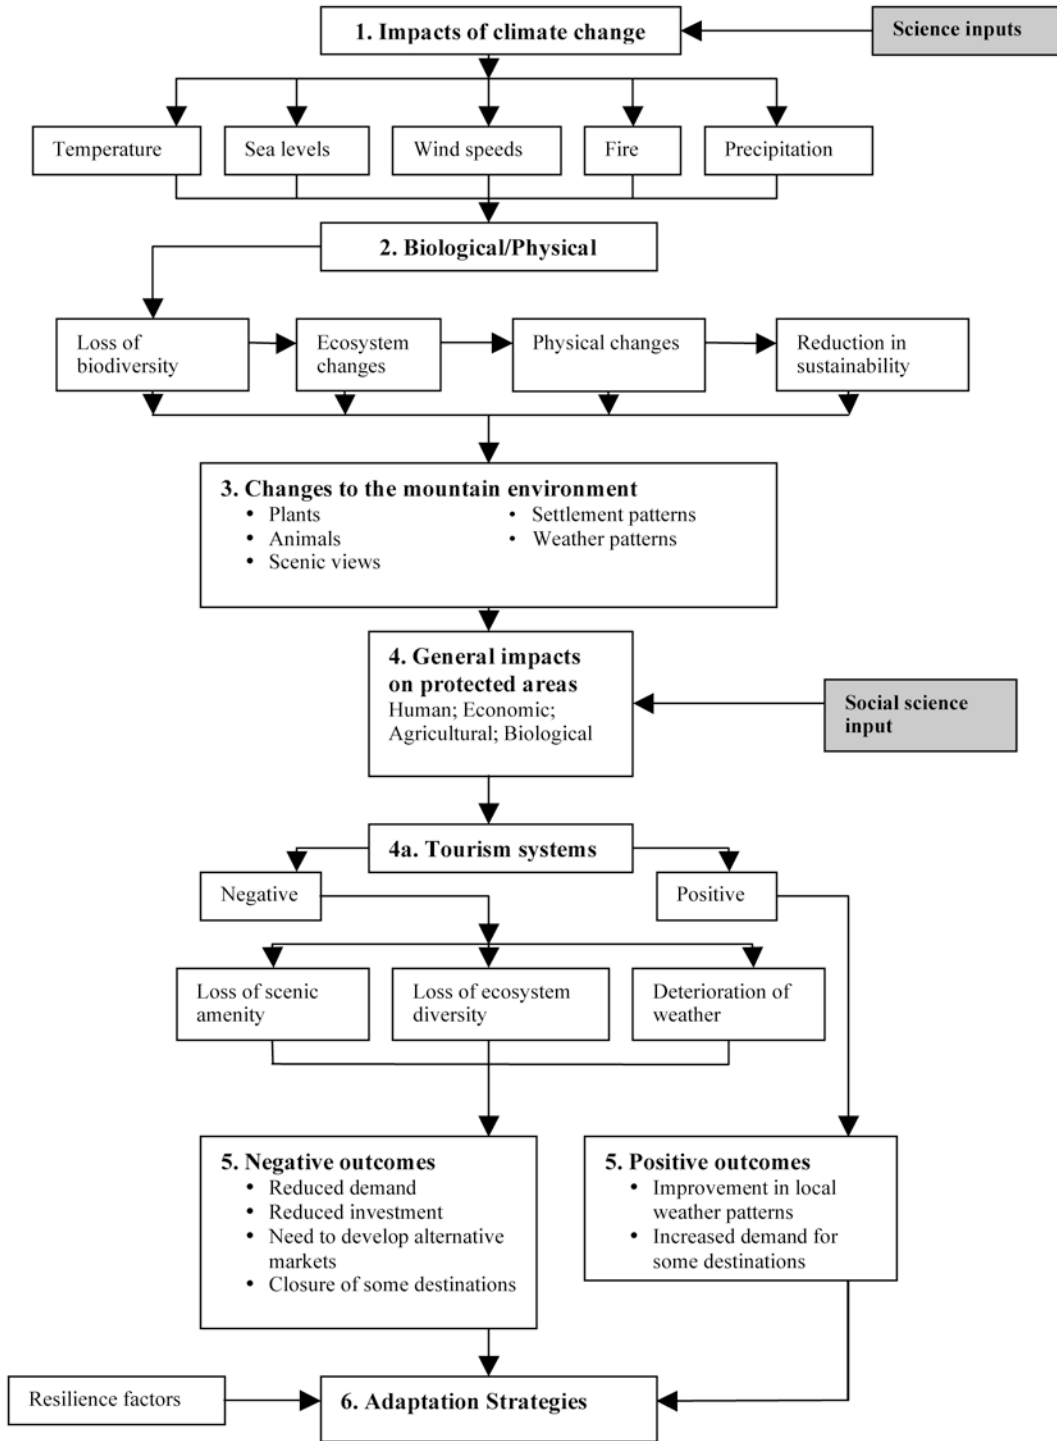 1. Impacts of climate change
Science inputs
Temperature
Sea levels
Wind speeds
Fire
Precipitation
2. Biological/Physical
Loss of
biodiversity
Ecosystem
changes
Physical changes
Reduction in
sustainability
3. Changes to the mountain environment
• Plants
• Animals
• Scenic views
• Settlement patterns
• Weather patterns
4. General impacts
on protected areas
Human; Economic;
Agricultural; Biological
Social science
input
4a. Tourism systems
Negative
Positive
Loss of scenic
amenity
Loss of ecosystem
diversity
Deterioration of
weather
5. Negative outcomes
• Reduced demand
• Reduced investment
• Need to develop alternative
markets
• Closure of some destinations
5. Positive outcomes
• Improvement in local
weather patterns
• Increased demand for
some destinations
Resilience factors
6. Adaptation Strategies